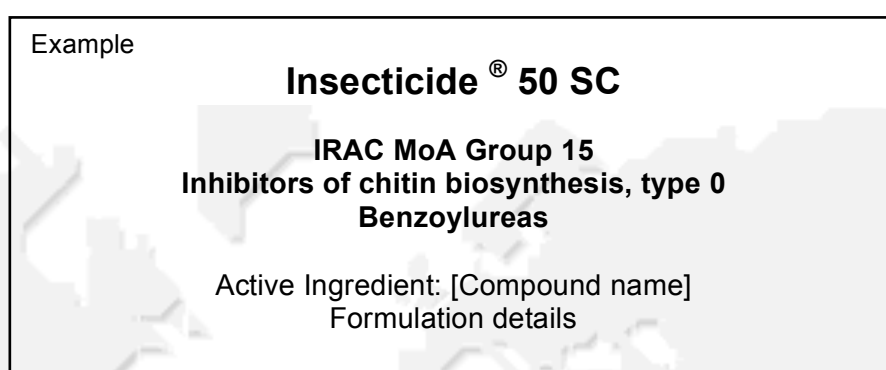 Example
Insecticide ® 50 SC
IRAC MoA Group 15
Inhibitors of chitin biosynthesis, type 0
Benzoylureas
Active Ingredient: [Compound name]
Formulation details